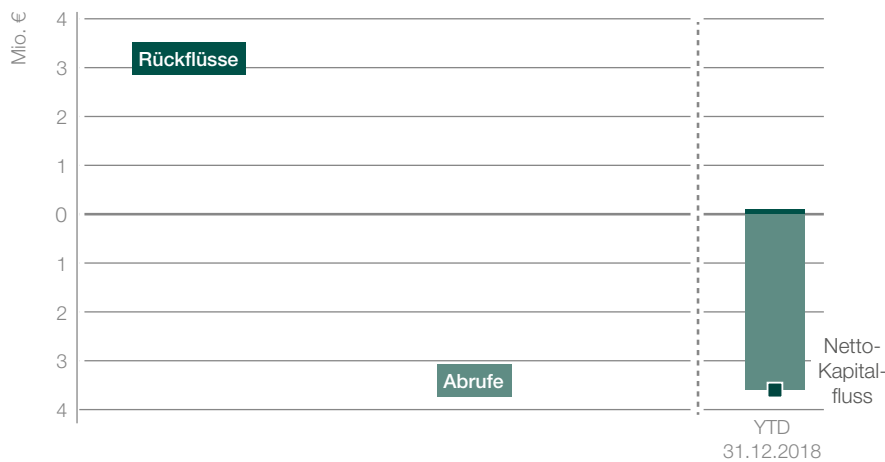 Mio. €
4
3
2
1
0
1
2
3
4
Rückflüsse
Abrufe
Netto-
Kapital-
fluss
YTD
31.12.2018